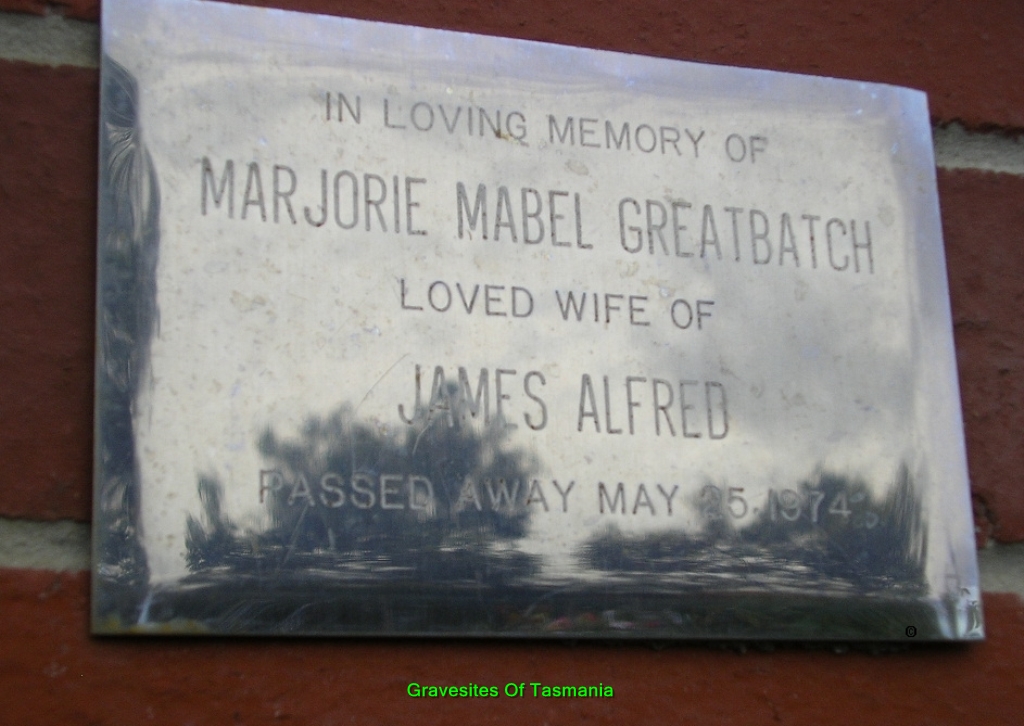 IN LOVING MEMORY OF
MARJORIE MABEL GREATBATCH
LOVED WIFE OF
JAMES ALFRED
PASSED AWAY MAY 25.1974
©
Gravesites Of Tasmania